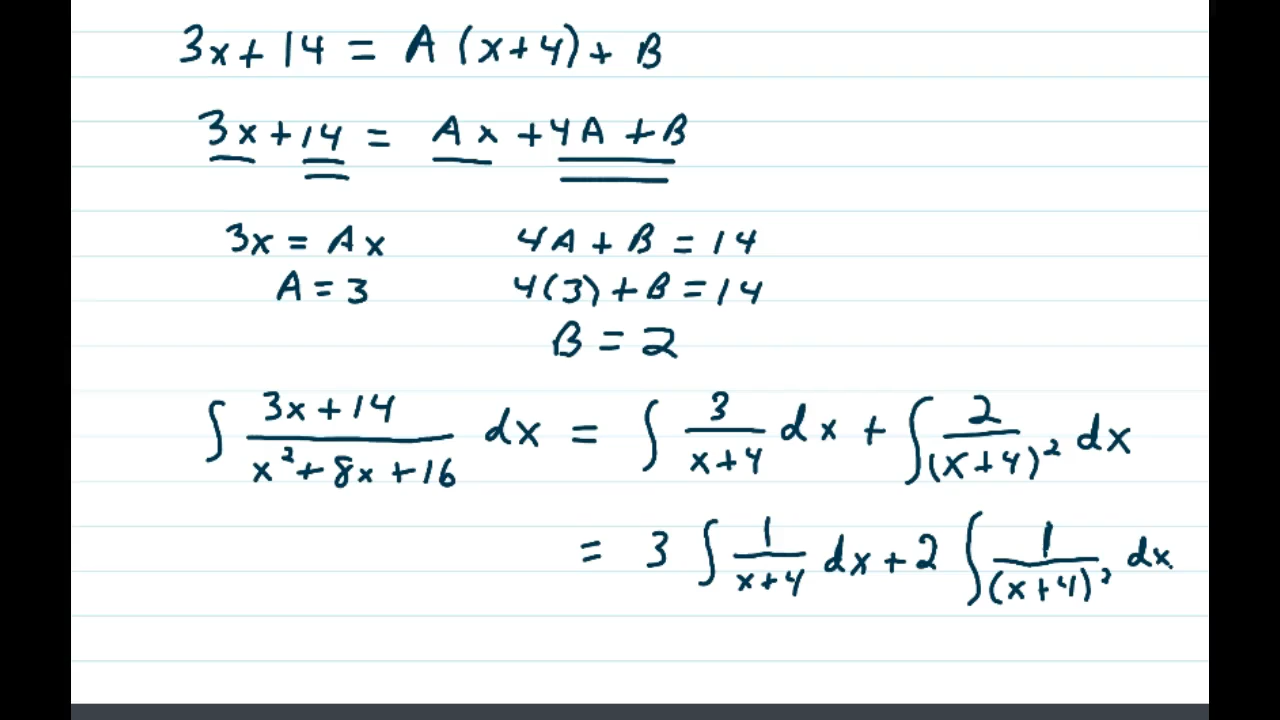 3x + 14 = A (x+4) + B
3x + 14 = Ax + 4A + B
3x = Ax 4A + B = 14
A = 3 4(3) + B = 14
B = 2
∫ (3x + 14)/(x² + 8x + 16) dx = ∫ 3/(x+4) dx + ∫ 2/(x+4)² dx
= 3 ∫ 1/(x+4) dx + 2 ∫ 1/(x+4)² dx